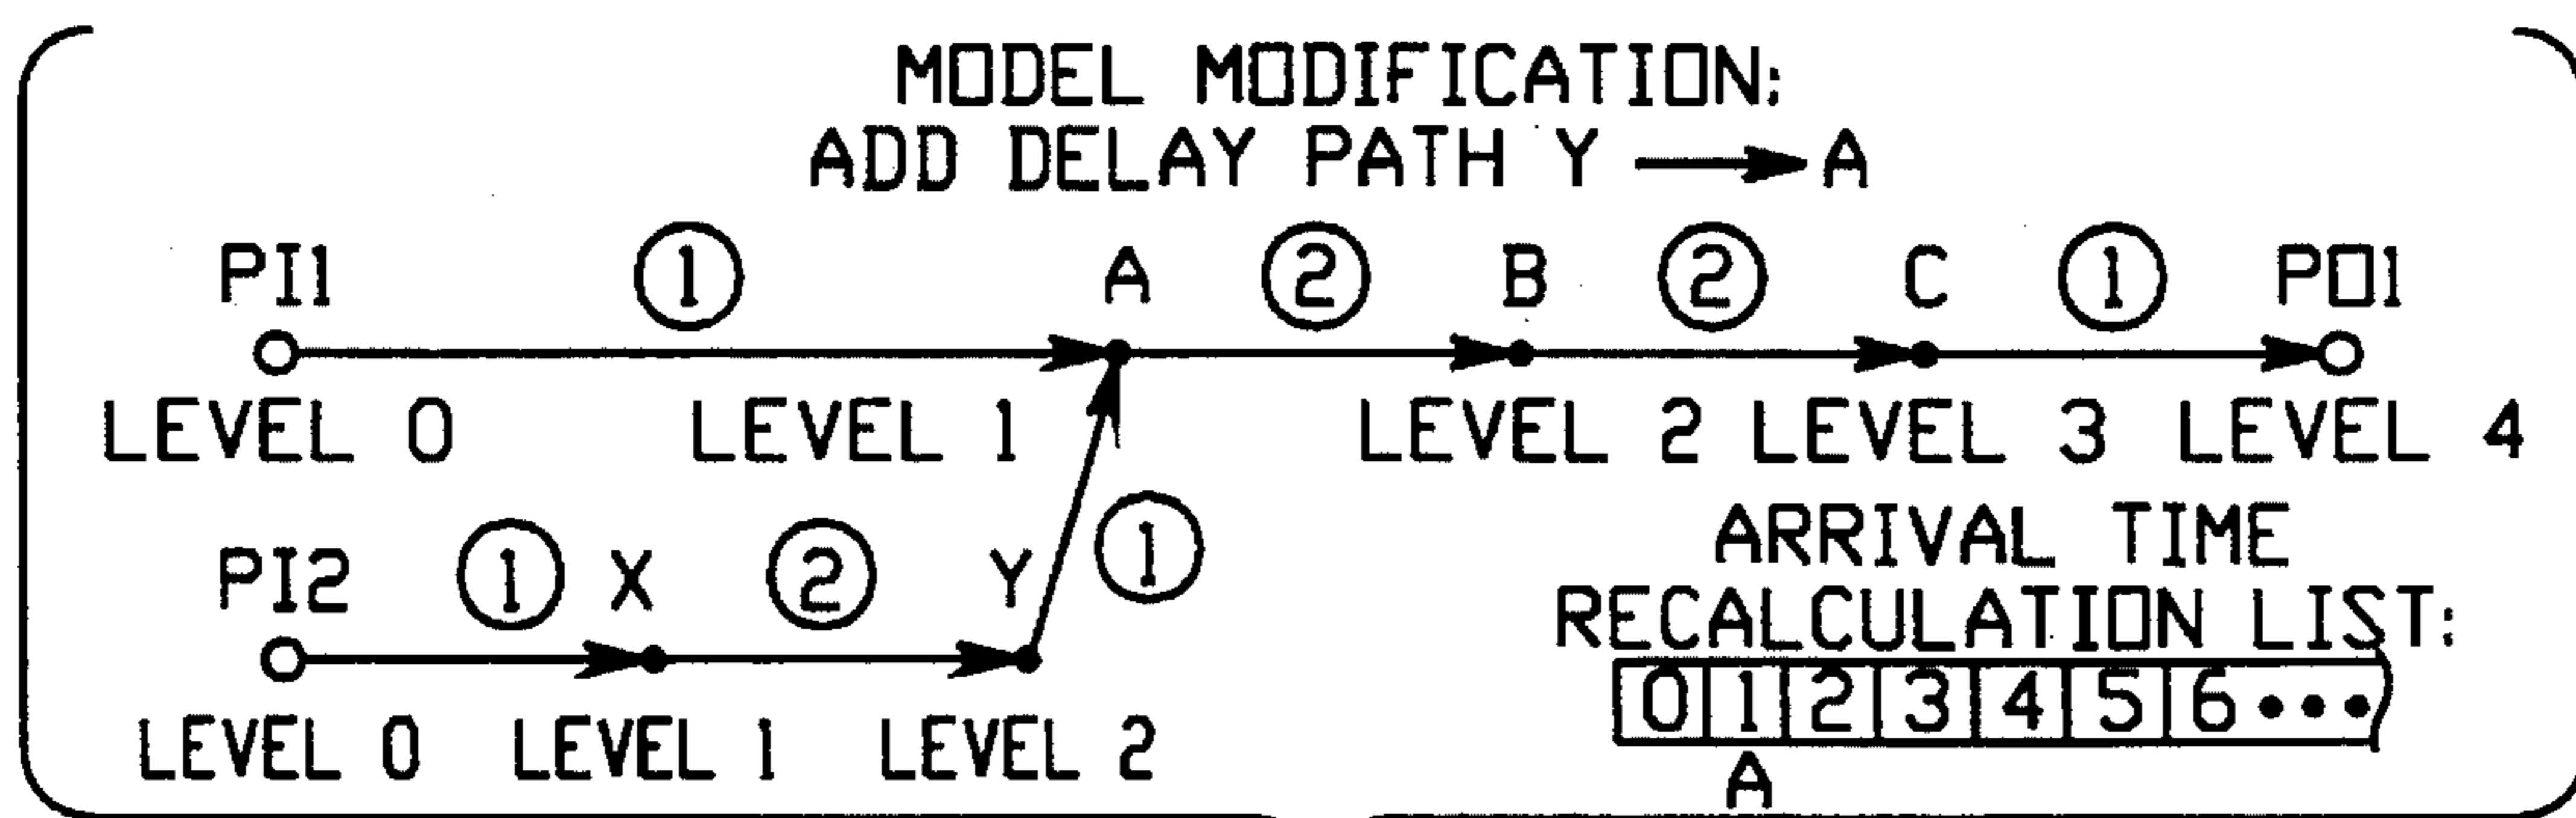 MODEL MODIFICATION:
ADD DELAY PATH Y → A
PI1 1 A 2 B 2 C 1 PO1
LEVEL 0 LEVEL 1 LEVEL 2 LEVEL 3 LEVEL 4
PI2 1 X 2 Y 1
LEVEL 0 LEVEL 1 LEVEL 2
ARRIVAL TIME
RECALCULATION LIST:
0 1 2 3 4 5 6 •••
A